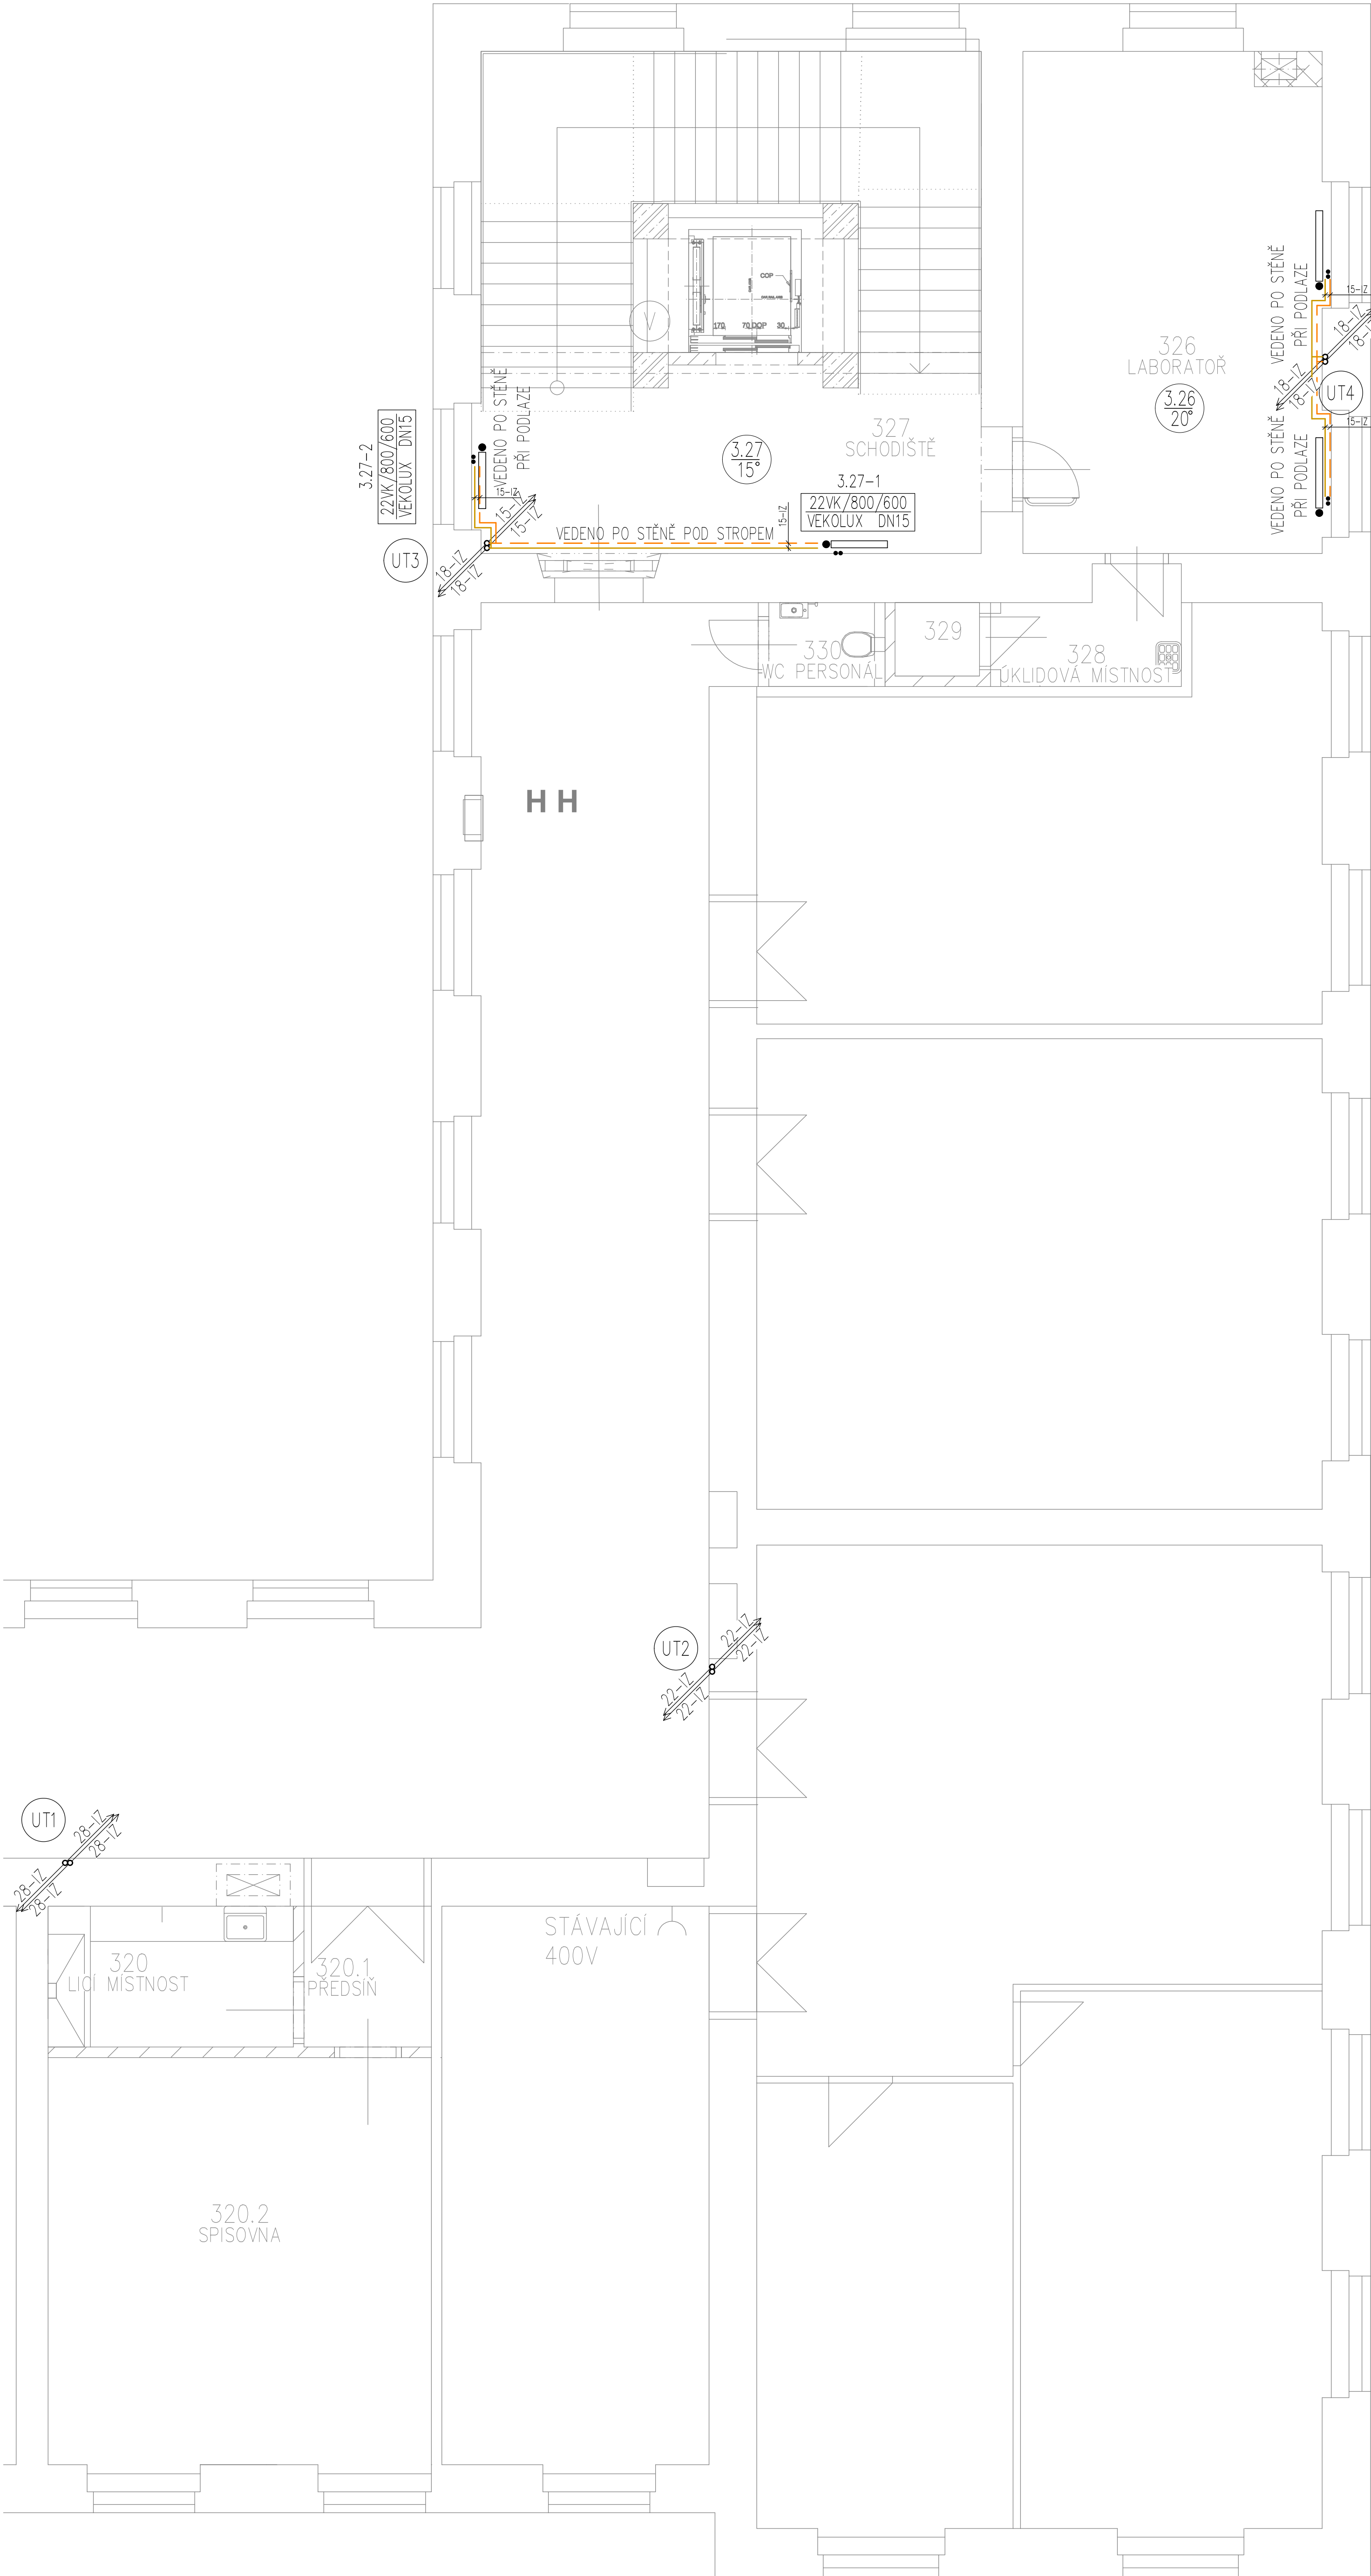 COP
170
70 DOP
30
V
VEDENO PO STĚNĚ
PŘI PODLAZE
15-IZ
18-IZ
18-IZ
326
LABORATOŘ
3.26
20°
18-IZ
18-IZ
UT4
15-IZ
VEDENO PO STĚNĚ
PŘI PODLAZE
3.27-2
22VK/800/600
VEKOLUX DN15
VEDENO PO STĚNĚ
PŘI PODLAZE
15-IZ
15-IZ
15-IZ
327
SCHODIŠTĚ
3.27
15°
3.27-1
22VK/800/600
VEKOLUX DN15
15-IZ
VEDENO PO STĚNĚ POD STROPEM
UT3
18-IZ
18-IZ
330
WC PERSONÁL
329
328
ÚKLIDOVÁ MÍSTNOST
H H
UT2
22-IZ
22-IZ
22-IZ
22-IZ
UT1
28-IZ
28-IZ
28-IZ
28-IZ
320
LICÍ MÍSTNOST
320.1
PŘEDSÍŇ
STÁVAJÍCÍ
400V
320.2
SPISOVNA